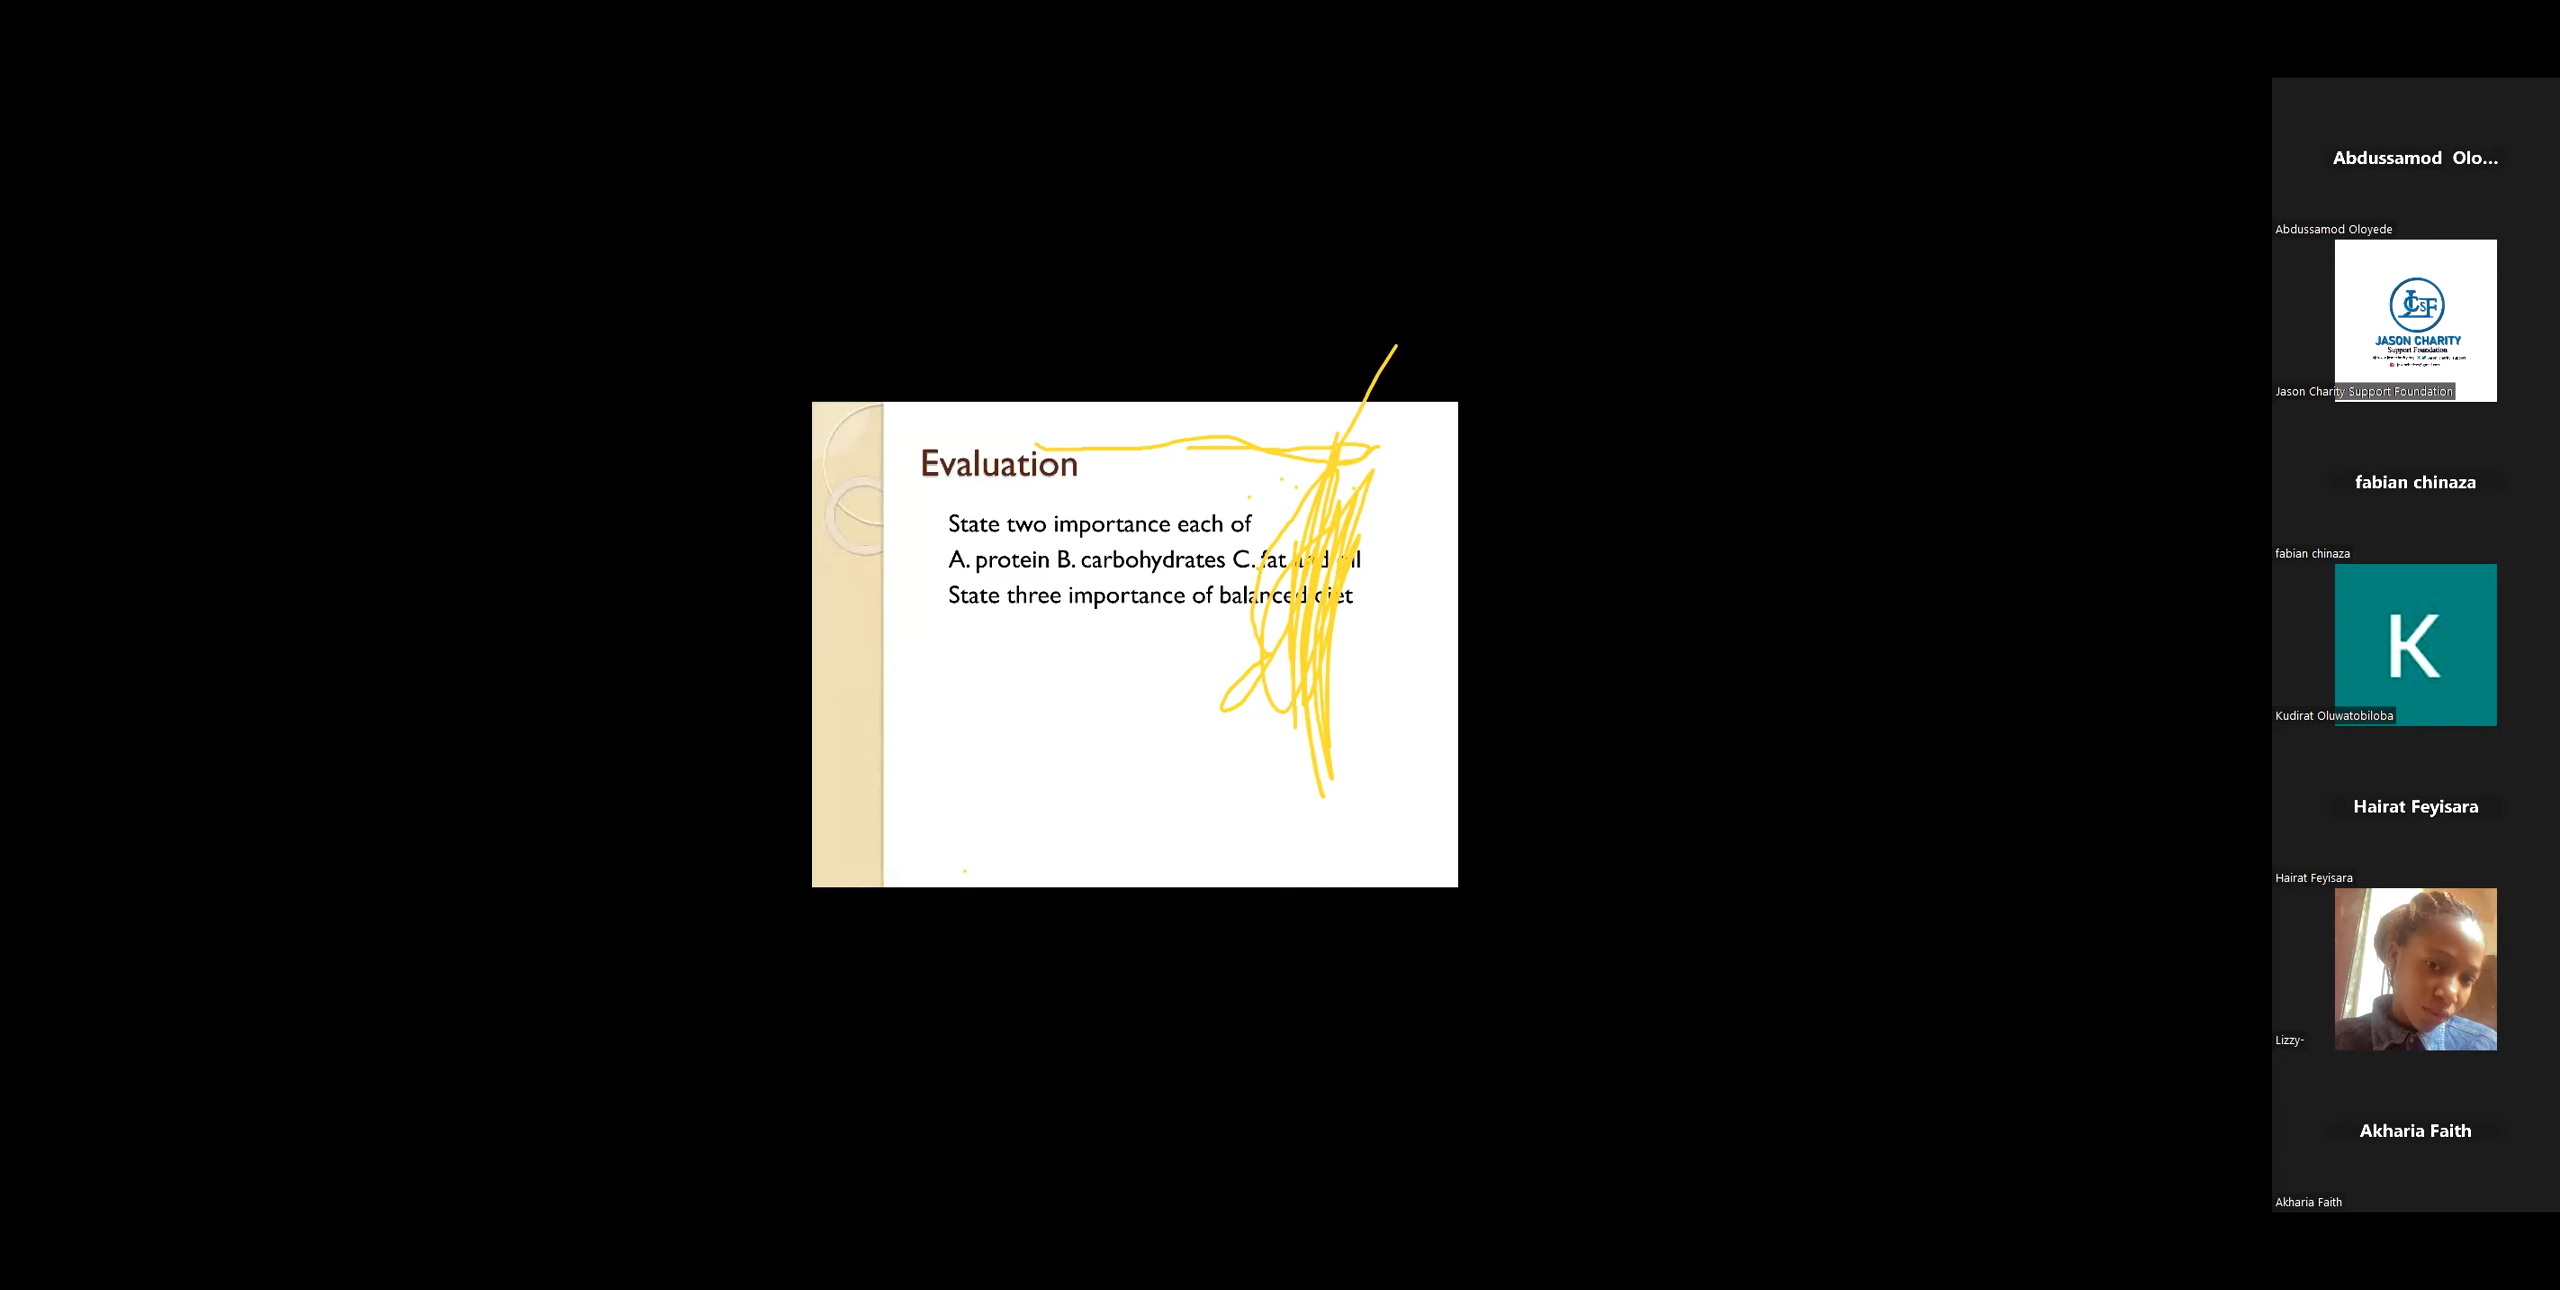 Evaluation
State two importance each of
A. protein B. carbohydrates C. fat and oil
State three importance of balanced diet
Abdussamod Olo...
Abdussamod Oloyede
JCSF
JASON CHARITY
Support Foundation
Jason Charity Support Foundation
fabian chinaza
fabian chinaza
K
Kudirat Oluwatobiloba
Hairat Feyisara
Hairat Feyisara
Lizzy-
Akharia Faith
Akharia Faith